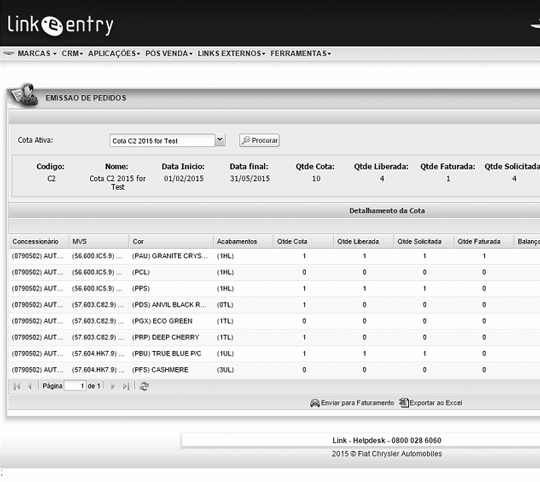 link e entry
MARCAS CRM APLICAÇÕES PÓS VENDA LINKS EXTERNOS FERRAMENTAS
EMISSAO DE PEDIDOS
Cota Ativa: Cota C2 2015 for Test Procurar
Codigo: Nome: Data Inicio: Data final: Qtde Cota: Qtde Liberada: Qtde Faturada: Qtde Solicitada
C2 Cota C2 2015 for 01/02/2015 31/05/2015 10 4 1 4
Test
Detalhamento da Cota
Concessionário MVS Cor Acabamentos Qtde Cota Qtde Liberada Qtde Solicitada Qtde Faturada Balanço
(0790502) AUT... (56.600.IC5.9) ... (PAU) GRANITE CRYS... (1HL) 1 1 1 1
(0790502) AUT... (56.600.IC5.9) ... (PCL) (1HL) 0 0 0 0
(0790502) AUT... (56.600.IC5.9) ... (PPS) (1HL) 1 1 1 0
(0790502) AUT... (57.603.C82.9) ... (PDS) ANVIL BLACK R... (0TL) 1 0 0 0
(0790502) AUT... (57.603.C82.9) ... (PGX) ECO GREEN (1TL) 0 0 0 0
(0790502) AUT... (57.603.C82.9) ... (PRP) DEEP CHERRY (1TL) 1 0 0 0
(0790502) AUT... (57.604.HK7.9) ... (PBU) TRUE BLUE P/C (1UL) 1 1 1 0
(0790502) AUT... (57.604.HK7.9) ... (PFS) CASHMERE (3UL) 0 0 0 0
Página 1 de 1
Enviar para Faturamento Exportar ao Excel
Link - Helpdesk - 0800 028 6060
2015 © Fiat Chrysler Automobiles
;